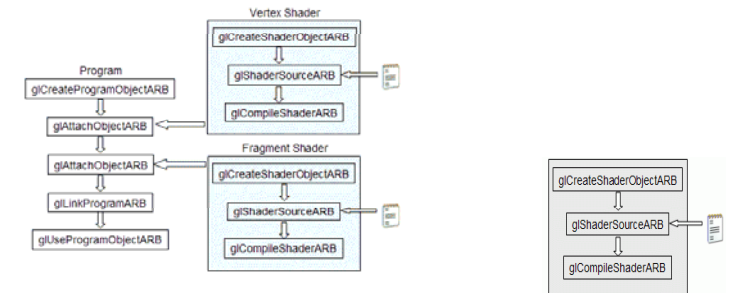 Vertex Shader
glCreateShaderObjectARB
glShaderSourceARB
glCompileShaderARB
Program
glCreateProgramObjectARB
glAttachObjectARB
glAttachObjectARB
glLinkProgramARB
glUseProgramObjectARB
Fragment Shader
glCreateShaderObjectARB
glShaderSourceARB
glCompileShaderARB
glCreateShaderObjectARB
glShaderSourceARB
glCompileShaderARB